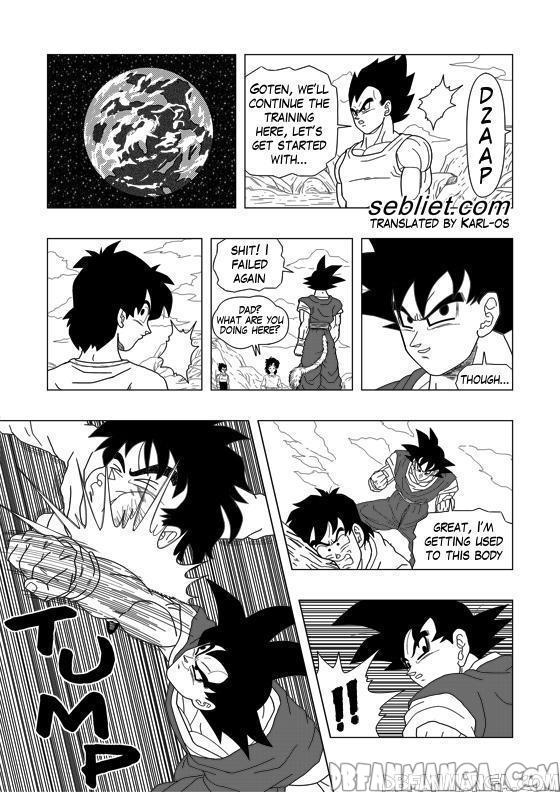 GOTEN, WE'LL
CONTINUE THE
TRAINING
HERE, LET'S
GET STARTED
WITH...
DZAAP
sebliet.com
TRANSLATED BY KARL-OS
SHIT! I
FAILED
AGAIN
DAD?
WHAT ARE YOU
DOING HERE?
THOUGH...
TUMP
GREAT, I'M
GETTING USED
TO THIS BODY
!!
DBFANMANGA.COM